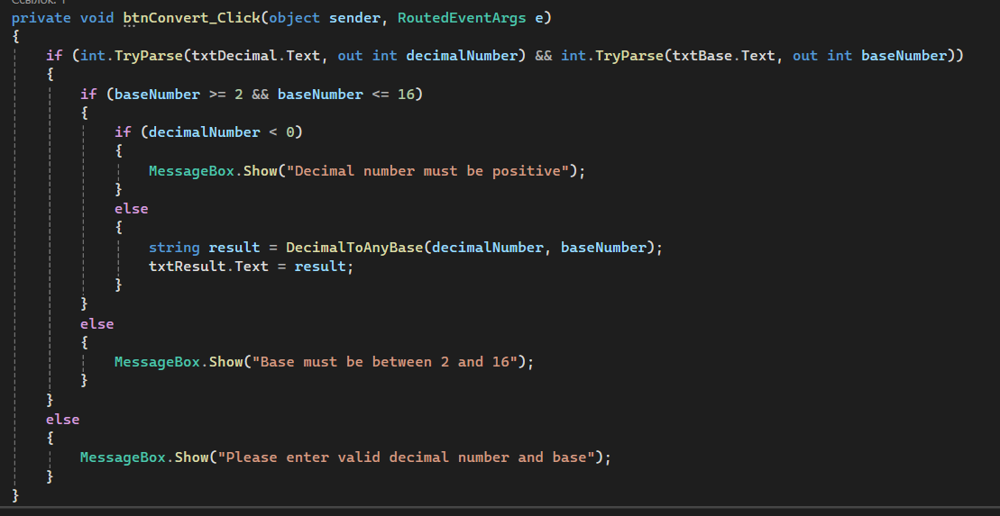 Ссылок: 1
private void btnConvert_Click(object sender, RoutedEventArgs e)
{
if (int.TryParse(txtDecimal.Text, out int decimalNumber) && int.TryParse(txtBase.Text, out int baseNumber))
{
if (baseNumber >= 2 && baseNumber <= 16)
{
if (decimalNumber < 0)
{
MessageBox.Show("Decimal number must be positive");
}
else
{
string result = DecimalToAnyBase(decimalNumber, baseNumber);
txtResult.Text = result;
}
}
else
{
MessageBox.Show("Base must be between 2 and 16");
}
}
else
{
MessageBox.Show("Please enter valid decimal number and base");
}
}